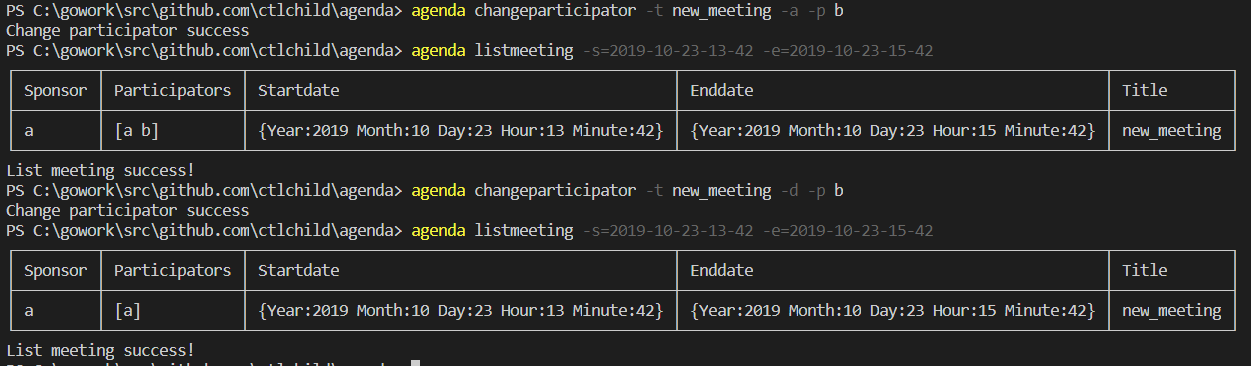 PS C:\gowork\src\github.com\ctlchild\agenda> agenda changeparticipator -t new_meeting -a -p b
Change participator success
PS C:\gowork\src\github.com\ctlchild\agenda> agenda listmeeting -s=2019-10-23-13-42 -e=2019-10-23-15-42
Sponsor Participators Startdate Enddate Title
a [a b] {Year:2019 Month:10 Day:23 Hour:13 Minute:42} {Year:2019 Month:10 Day:23 Hour:15 Minute:42} new_meeting
List meeting success!
PS C:\gowork\src\github.com\ctlchild\agenda> agenda changeparticipator -t new_meeting -d -p b
Change participator success
PS C:\gowork\src\github.com\ctlchild\agenda> agenda listmeeting -s=2019-10-23-13-42 -e=2019-10-23-15-42
Sponsor Participators Startdate Enddate Title
a [a] {Year:2019 Month:10 Day:23 Hour:13 Minute:42} {Year:2019 Month:10 Day:23 Hour:15 Minute:42} new_meeting
List meeting success!